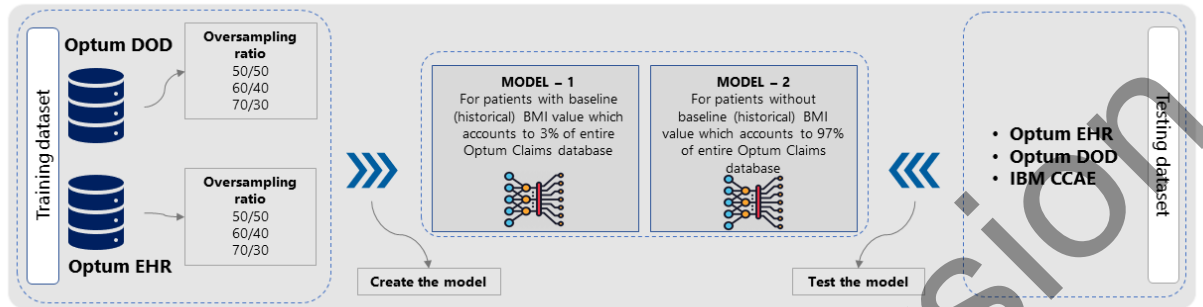 Training dataset
Optum DOD
Oversampling
ratio
50/50
60/40
70/30
Optum EHR
Oversampling
ratio
50/50
60/40
70/30
MODEL – 1
For patients with baseline
(historical) BMI value which
accounts to 3% of entire
Optum Claims database
MODEL – 2
For patients without
baseline (historical) BMI
value which accounts to 97%
of entire Optum Claims
database
Create the model
Test the model
• Optum EHR
• Optum DOD
• IBM CCAE
Testing dataset
sion